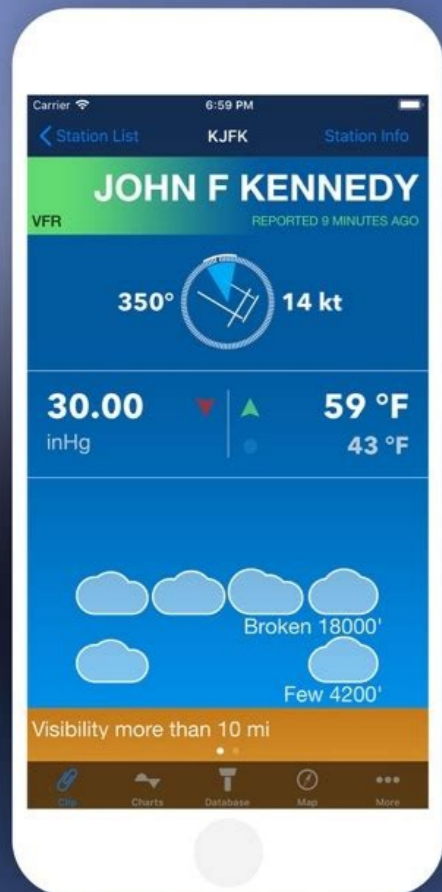 Carrier 6:59 PM
Station List KJFK Station Info
JOHN F KENNEDY
VFR REPORTED 9 MINUTES AGO
350° 14 kt
30.00 59 °F
inHg 43 °F
Broken 18000'
Few 4200'
Visibility more than 10 mi
Clip Charts Database Map More